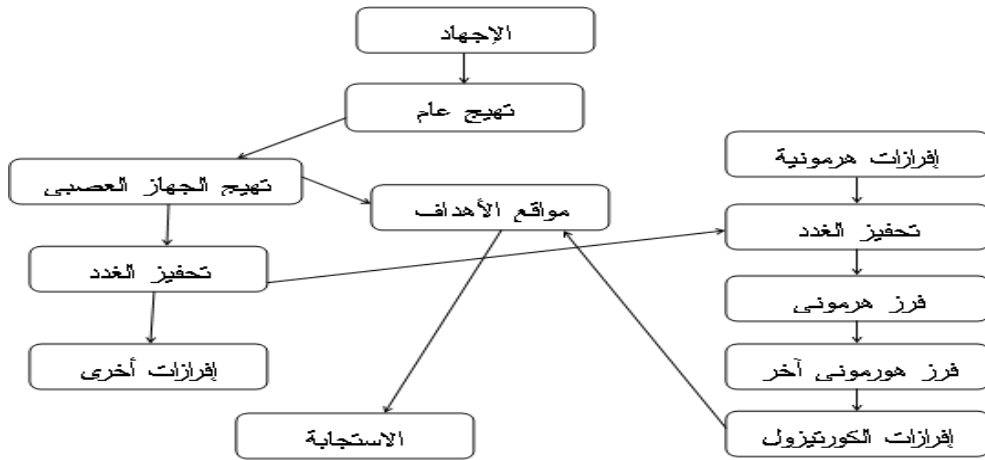 الإجهاد
تهيج عام
إفرازات هرمونية
تهيج الجهاز العصبى
مواقع الأهداف
تحفيز الغدد
تحفيز الغدد
فرز هرمونى
إفرازات أخرى
فرز هورمونى آخر
الاستجابة
إفرازات الكورتيزول